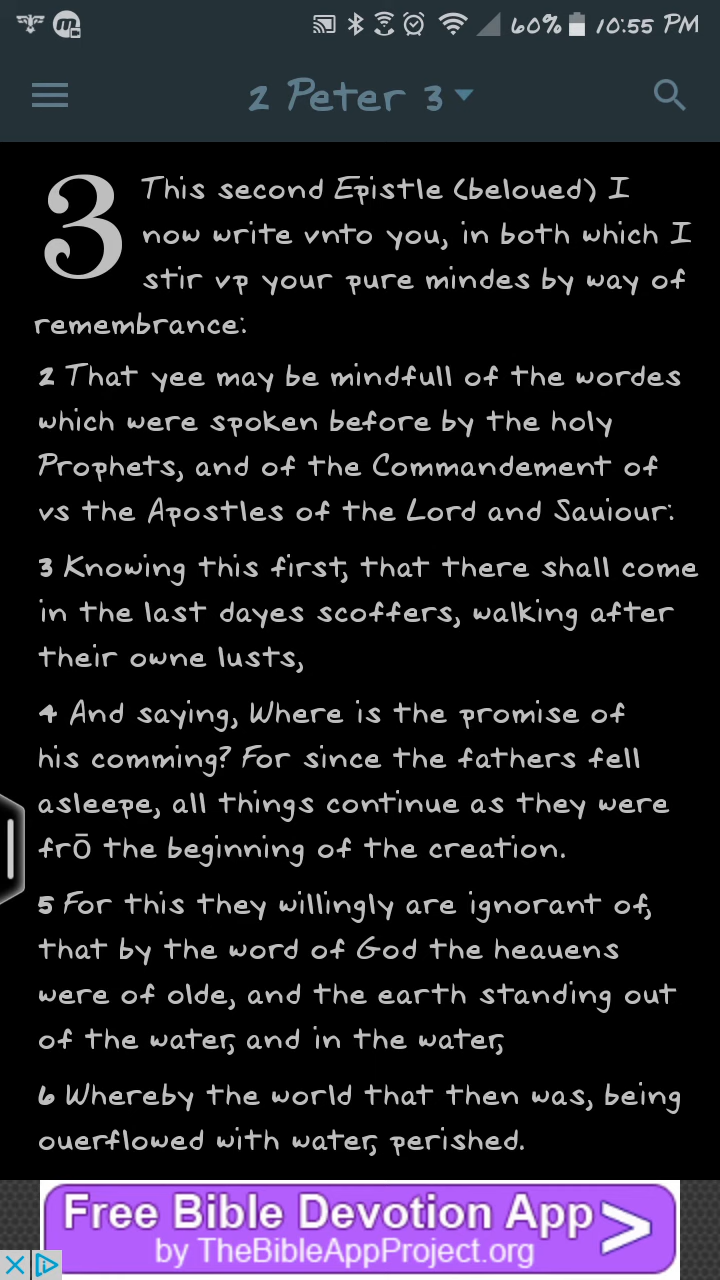 60% 10:55 PM
2 Peter 3
3 This second Epistle (beloued) I
now write vnto you, in both which I
stir vp your pure mindes by way of
remembrance:
2 That yee may be mindfull of the wordes
which were spoken before by the holy
Prophets, and of the Commandement of
vs the Apostles of the Lord and Sauiour:
3 Knowing this first, that there shall come
in the last dayes scoffers, walking after
their owne lusts,
4 And saying, Where is the promise of
his comming? For since the fathers fell
asleepe, all things continue as they were
frō the beginning of the creation.
5 For this they willingly are ignorant of,
that by the word of God the heauens
were of olde, and the earth standing out
of the water, and in the water,
6 Whereby the world that then was, being
ouerflowed with water, perished.
Free Bible Devotion App >
by TheBibleAppProject.org